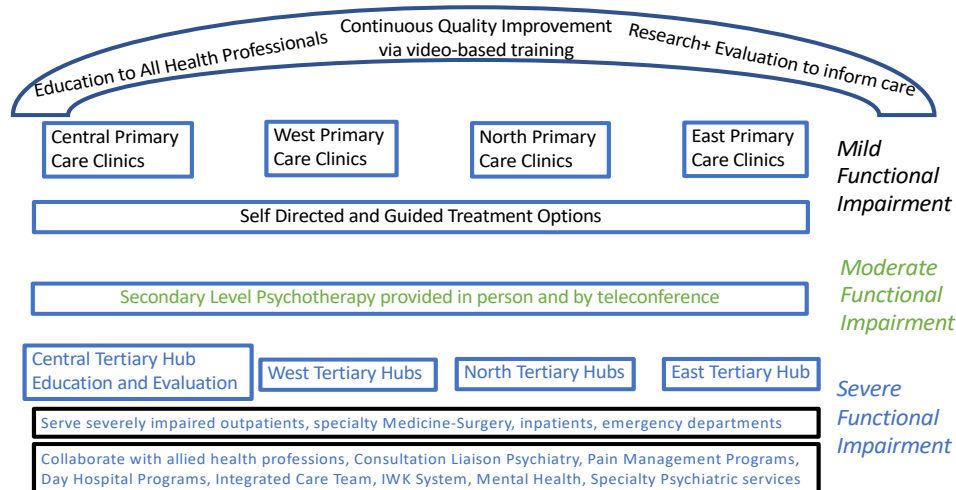 Education to All Health Professionals
Continuous Quality Improvement
via video-based training
Research+ Evaluation to inform care
Central Primary
Care Clinics
West Primary
Care Clinics
North Primary
Care Clinics
East Primary
Care Clinics
Mild
Functional
Impairment
Self Directed and Guided Treatment Options
Moderate
Functional
Impairment
Secondary Level Psychotherapy provided in person and by teleconference
Central Tertiary Hub
Education and Evaluation
West Tertiary Hubs
North Tertiary Hubs
East Tertiary Hub
Severe
Functional
Impairment
Serve severely impaired outpatients, specialty Medicine-Surgery, inpatients, emergency departments
Collaborate with allied health professions, Consultation Liaison Psychiatry, Pain Management Programs,
Day Hospital Programs, Integrated Care Team, IWK System, Mental Health, Specialty Psychiatric services